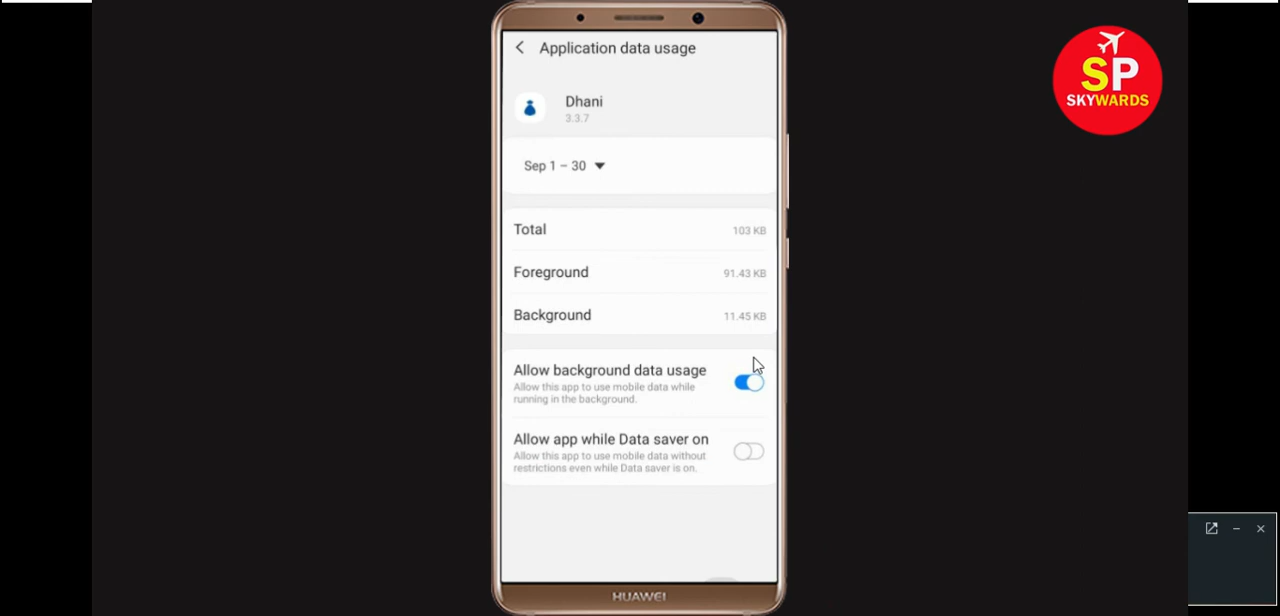 Application data usage
Dhani
3.3.7
Sep 1 – 30
Total 103 KB
Foreground 91.43 KB
Background 11.45 KB
Allow background data usage
Allow this app to use mobile data while
running in the background.
Allow app while Data saver on
Allow this app to use mobile data without
restrictions even while Data saver is on.
HUAWEI
SP
SKYWARDS